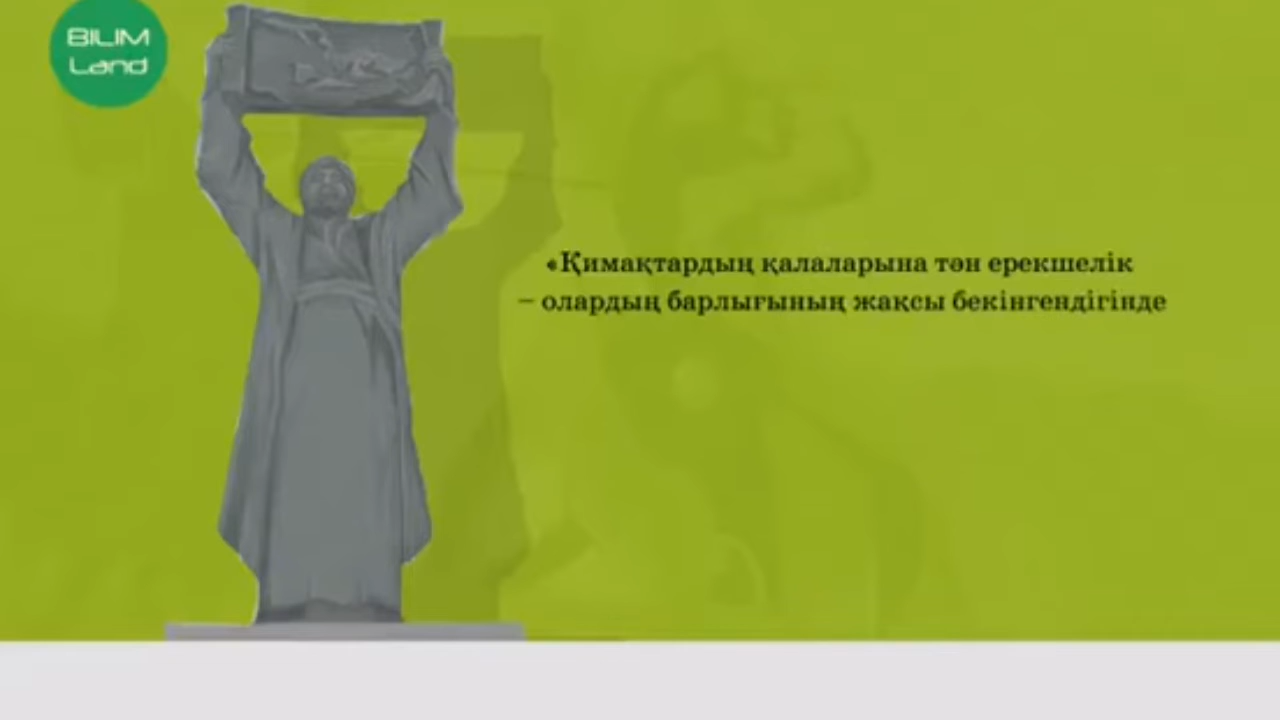 BILIM
Land
«Қимақтардың қалаларына тән ерекшелік
– олардың барлығының жақсы бекінгендігінде